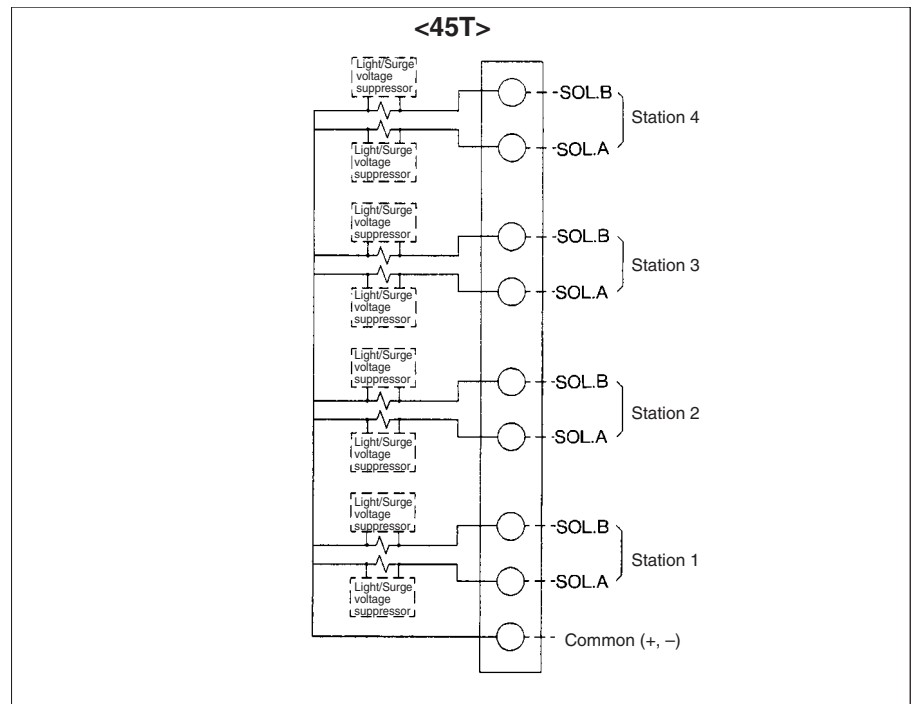 <45T>
Light/Surge
voltage
suppressor
SOL.B
Station 4
SOL.A
Light/Surge
voltage
suppressor
Light/Surge
voltage
suppressor
SOL.B
Station 3
SOL.A
Light/Surge
voltage
suppressor
Light/Surge
voltage
suppressor
SOL.B
Station 2
SOL.A
Light/Surge
voltage
suppressor
Light/Surge
voltage
suppressor
SOL.B
Station 1
SOL.A
Light/Surge
voltage
suppressor
Common (+, –)